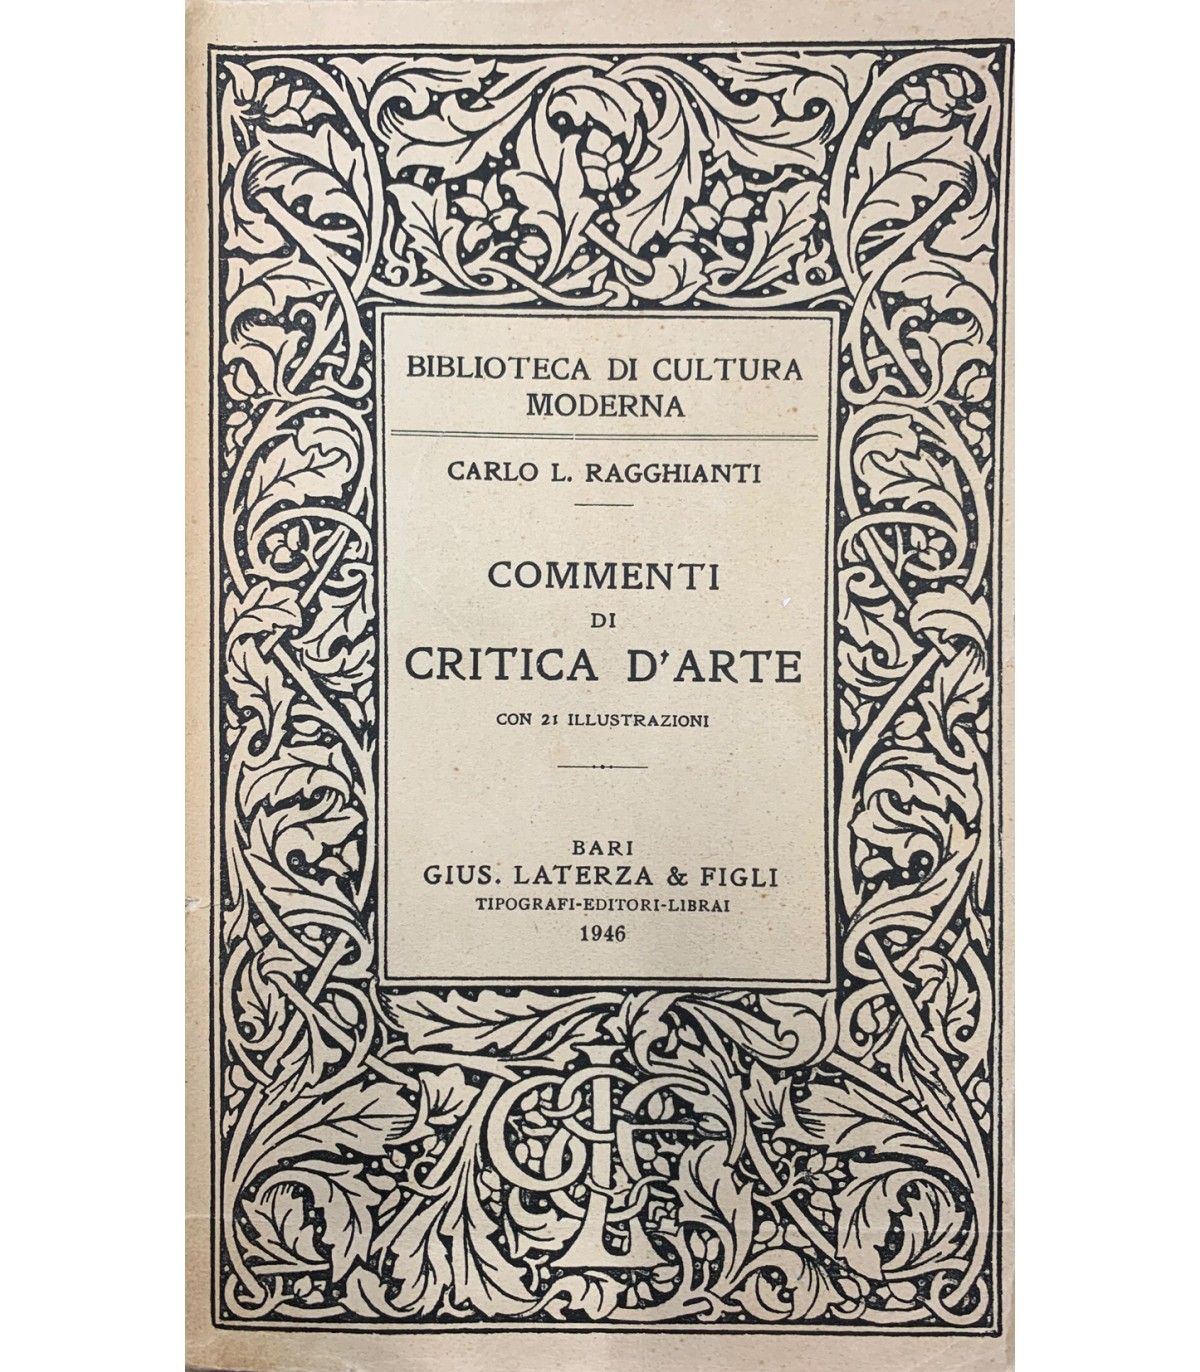 BIBLIOTECA DI CULTURA
MODERNA
CARLO L. RAGGHIANTI
COMMENTI
DI
CRITICA D'ARTE
CON 21 ILLUSTRAZIONI
BARI
GIUS. LATERZA & FIGLI
TIPOGRAFI-EDITORI-LIBRAI
1946